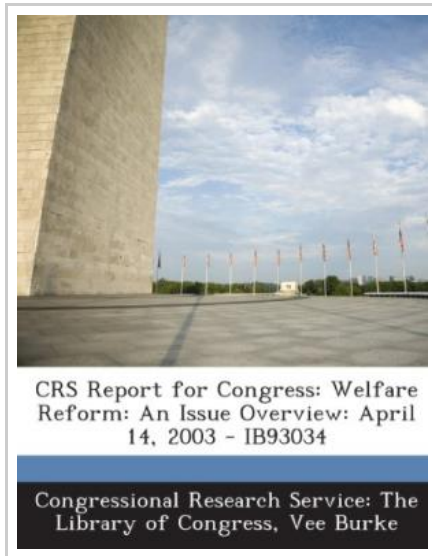 CRS Report for Congress: Welfare
Reform: An Issue Overview: April
14, 2003 - IB93034
Congressional Research Service: The
Library of Congress, Vee Burke